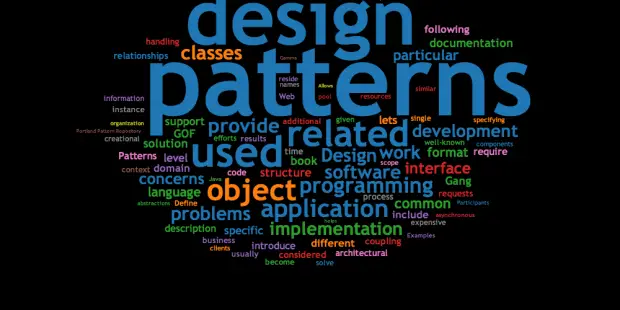 design
following
handling
documentation
relationships classes particular
patterns
Generic
reside
names
Allows
similar
information Web pool resources
instance
organization support additional given lets single specifying
Portland Pattern Repository GOF provide related development
creational efforts results well-known components
solution used time Design work format require
Patterns level book scope
context domain code structure software interface
concerns Java process Gang
language object programming requests
abstractions Define common Participants
problems application include asynchronous
helps expensive
description specific implementation Examples
business introduce different coupling
clients usually considered architectural
become solve